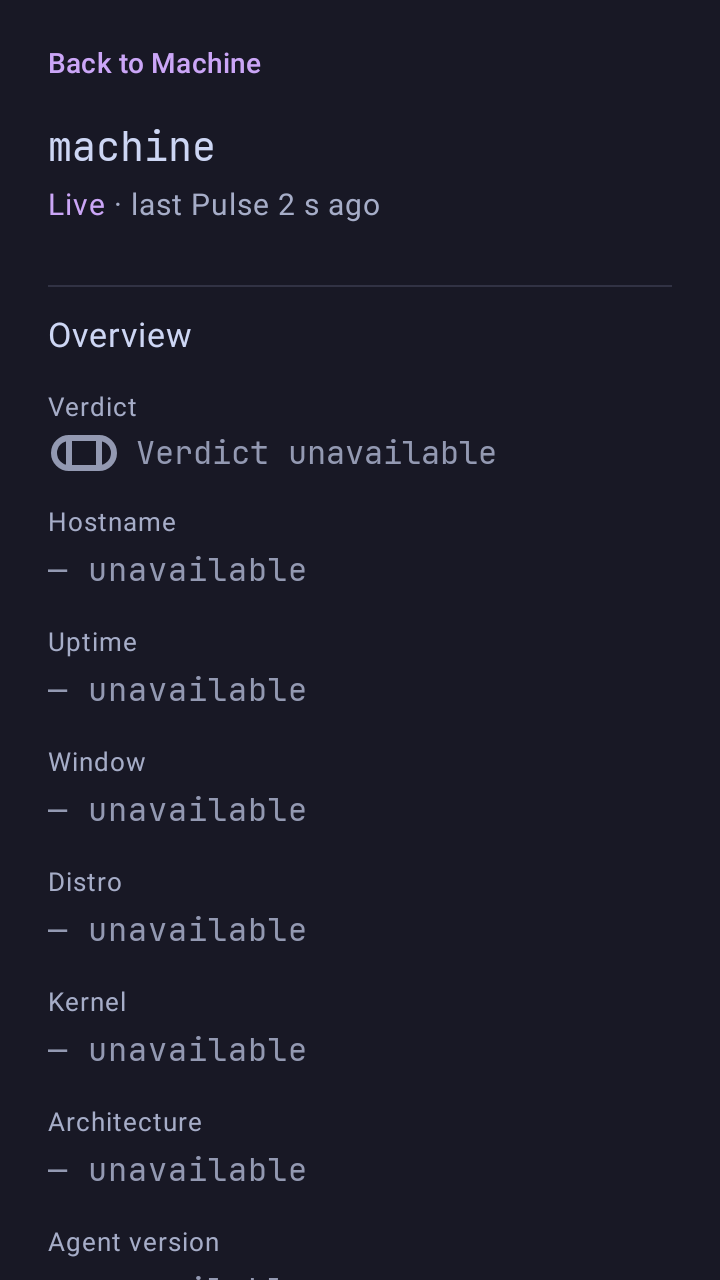 Back to Machine
machine
Live · last Pulse 2 s ago
Overview
Verdict
Verdict unavailable
Hostname
— unavailable
Uptime
— unavailable
Window
— unavailable
Distro
— unavailable
Kernel
— unavailable
Architecture
— unavailable
Agent version